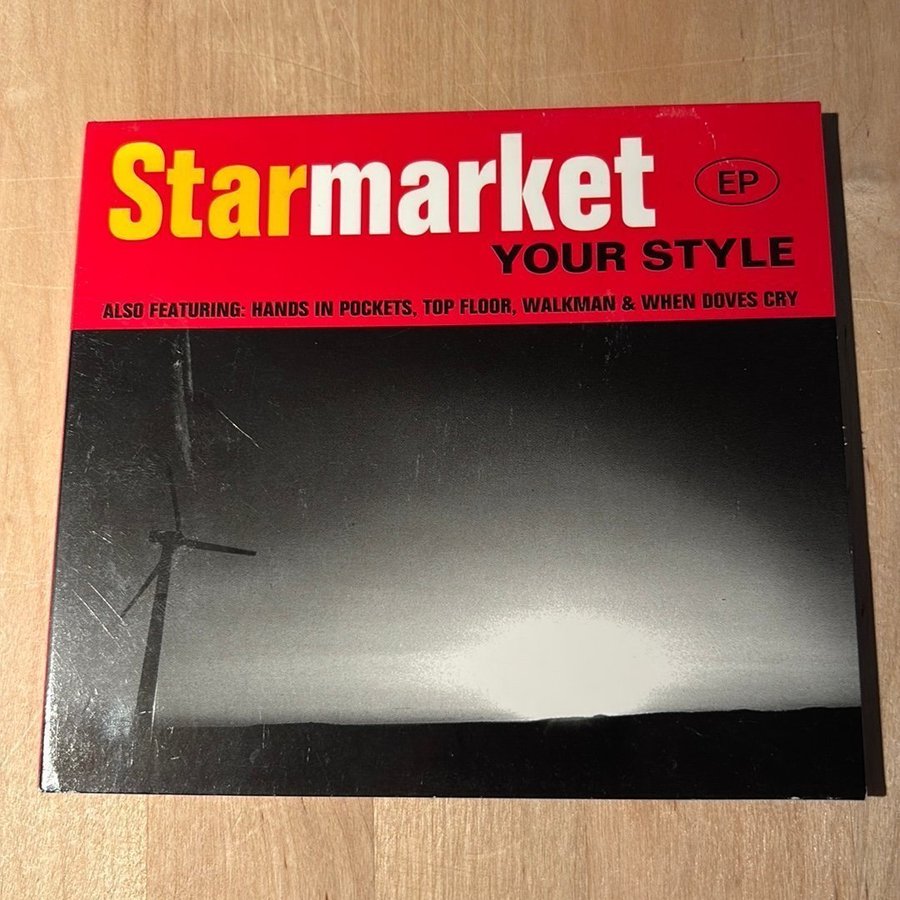 Starmarket
EP
YOUR STYLE
ALSO FEATURING: HANDS IN POCKETS, TOP FLOOR, WALKMAN & WHEN DOVES CRY